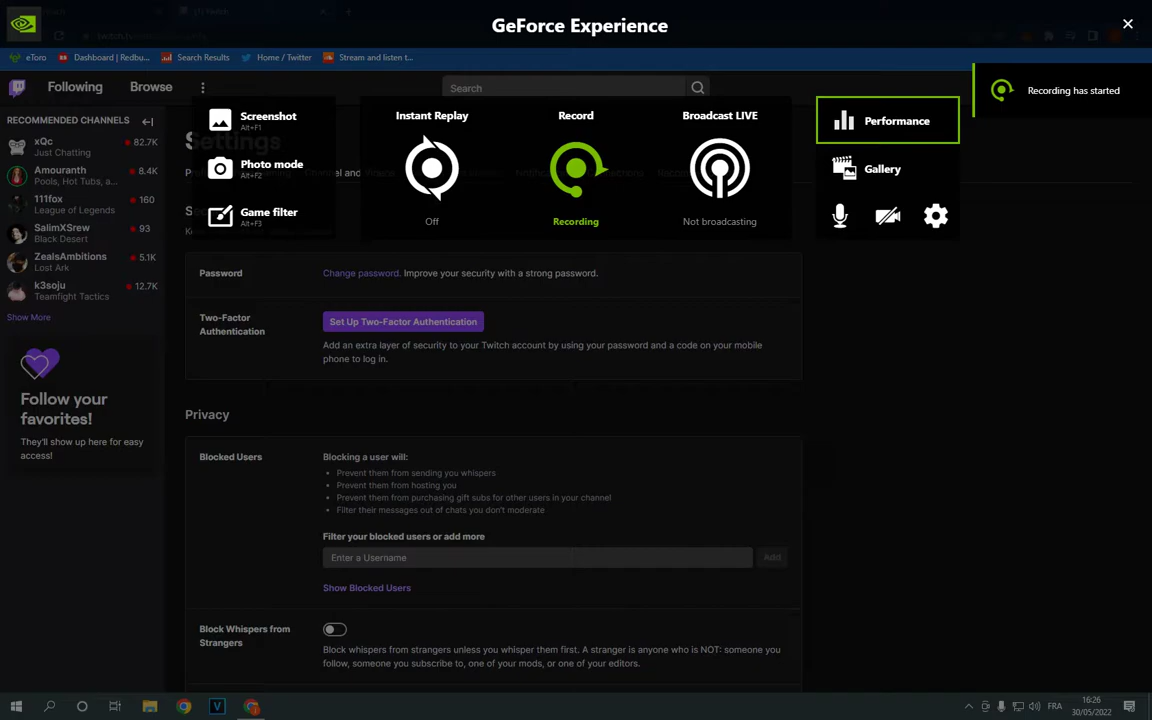 GeForce Experience
eToro
Dashboard | Redbu...
Search Results
Home / Twitter
Stream and listen t...
Following
Browse
Search
Recording has started
RECOMMENDED CHANNELS
xQc
82.7K
Just Chatting
Amouranth
8.4K
Pools, Hot Tubs, a...
111fox
160
League of Legends
SalimXSrew
93
Black Desert
ZealsAmbitions
5.1K
Lost Ark
k3soju
12.7K
Teamfight Tactics
Show More
Follow your
favorites!
They'll show up here for easy
access!
Screenshot
Alt+F1
Photo mode
Alt+F2
Game filter
Alt+F3
Instant Replay
Off
Record
Recording
Broadcast LIVE
Not broadcasting
Performance
Gallery
Settings
Password
Change password. Improve your security with a strong password.
Two-Factor
Authentication
Set Up Two-Factor Authentication
Add an extra layer of security to your Twitch account by using your password and a code on your mobile
phone to log in.
Privacy
Blocked Users
Blocking a user will:
Prevent them from sending you whispers
Prevent them from hosting you
Prevent them from purchasing gift subs for other users in your channel
Filter their messages out of chats you don't moderate
Filter your blocked users or add more
Enter a Username
Add
Show Blocked Users
Block Whispers from
Strangers
Block whispers from strangers unless you whisper them first. A stranger is anyone who is NOT: someone you
follow, someone you subscribe to, one of your mods, or one of your editors.
FRA
16:26
30/05/2022